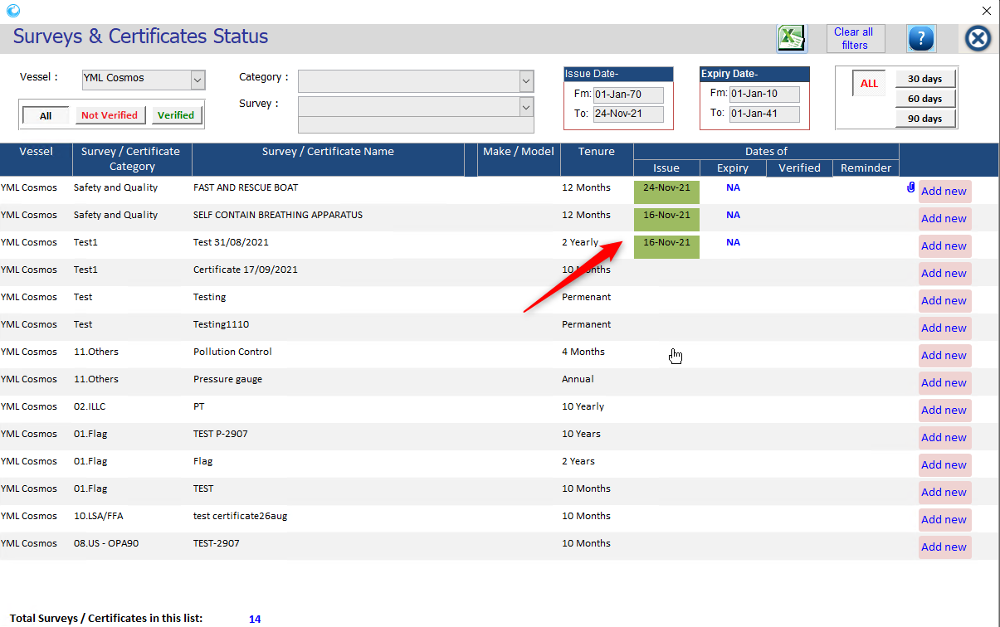 Surveys & Certificates Status
Clear all
filters
?
Vessel :
YML Cosmos
Category :
Survey :
All
Not Verified
Verified
Issue Date-
Fm: 01-Jan-70
To: 24-Nov-21
Expiry Date-
Fm: 01-Jan-10
To: 01-Jan-41
ALL
30 days
60 days
90 days
Vessel
Survey / Certificate
Category
Survey / Certificate Name
Make / Model
Tenure
Dates of
Issue
Expiry
Verified
Reminder
YML Cosmos Safety and Quality FAST AND RESCUE BOAT 12 Months 24-Nov-21 NA Add new
YML Cosmos Safety and Quality SELF CONTAIN BREATHING APPARATUS 12 Months 16-Nov-21 NA Add new
YML Cosmos Test1 Test 31/08/2021 2 Yearly 16-Nov-21 NA Add new
YML Cosmos Test1 Certificate 17/09/2021 10 Months Add new
YML Cosmos Test Testing Permenant Add new
YML Cosmos Test Testing1110 Permanent Add new
YML Cosmos 11.Others Pollution Control 4 Months Add new
YML Cosmos 11.Others Pressure gauge Annual Add new
YML Cosmos 02.ILLC PT 10 Yearly Add new
YML Cosmos 01.Flag TEST P-2907 10 Years Add new
YML Cosmos 01.Flag Flag 2 Years Add new
YML Cosmos 01.Flag TEST 10 Months Add new
YML Cosmos 10.LSA/FFA test certificate26aug 10 Months Add new
YML Cosmos 08.US - OPA90 TEST-2907 10 Months Add new
Total Surveys / Certificates in this list: 14